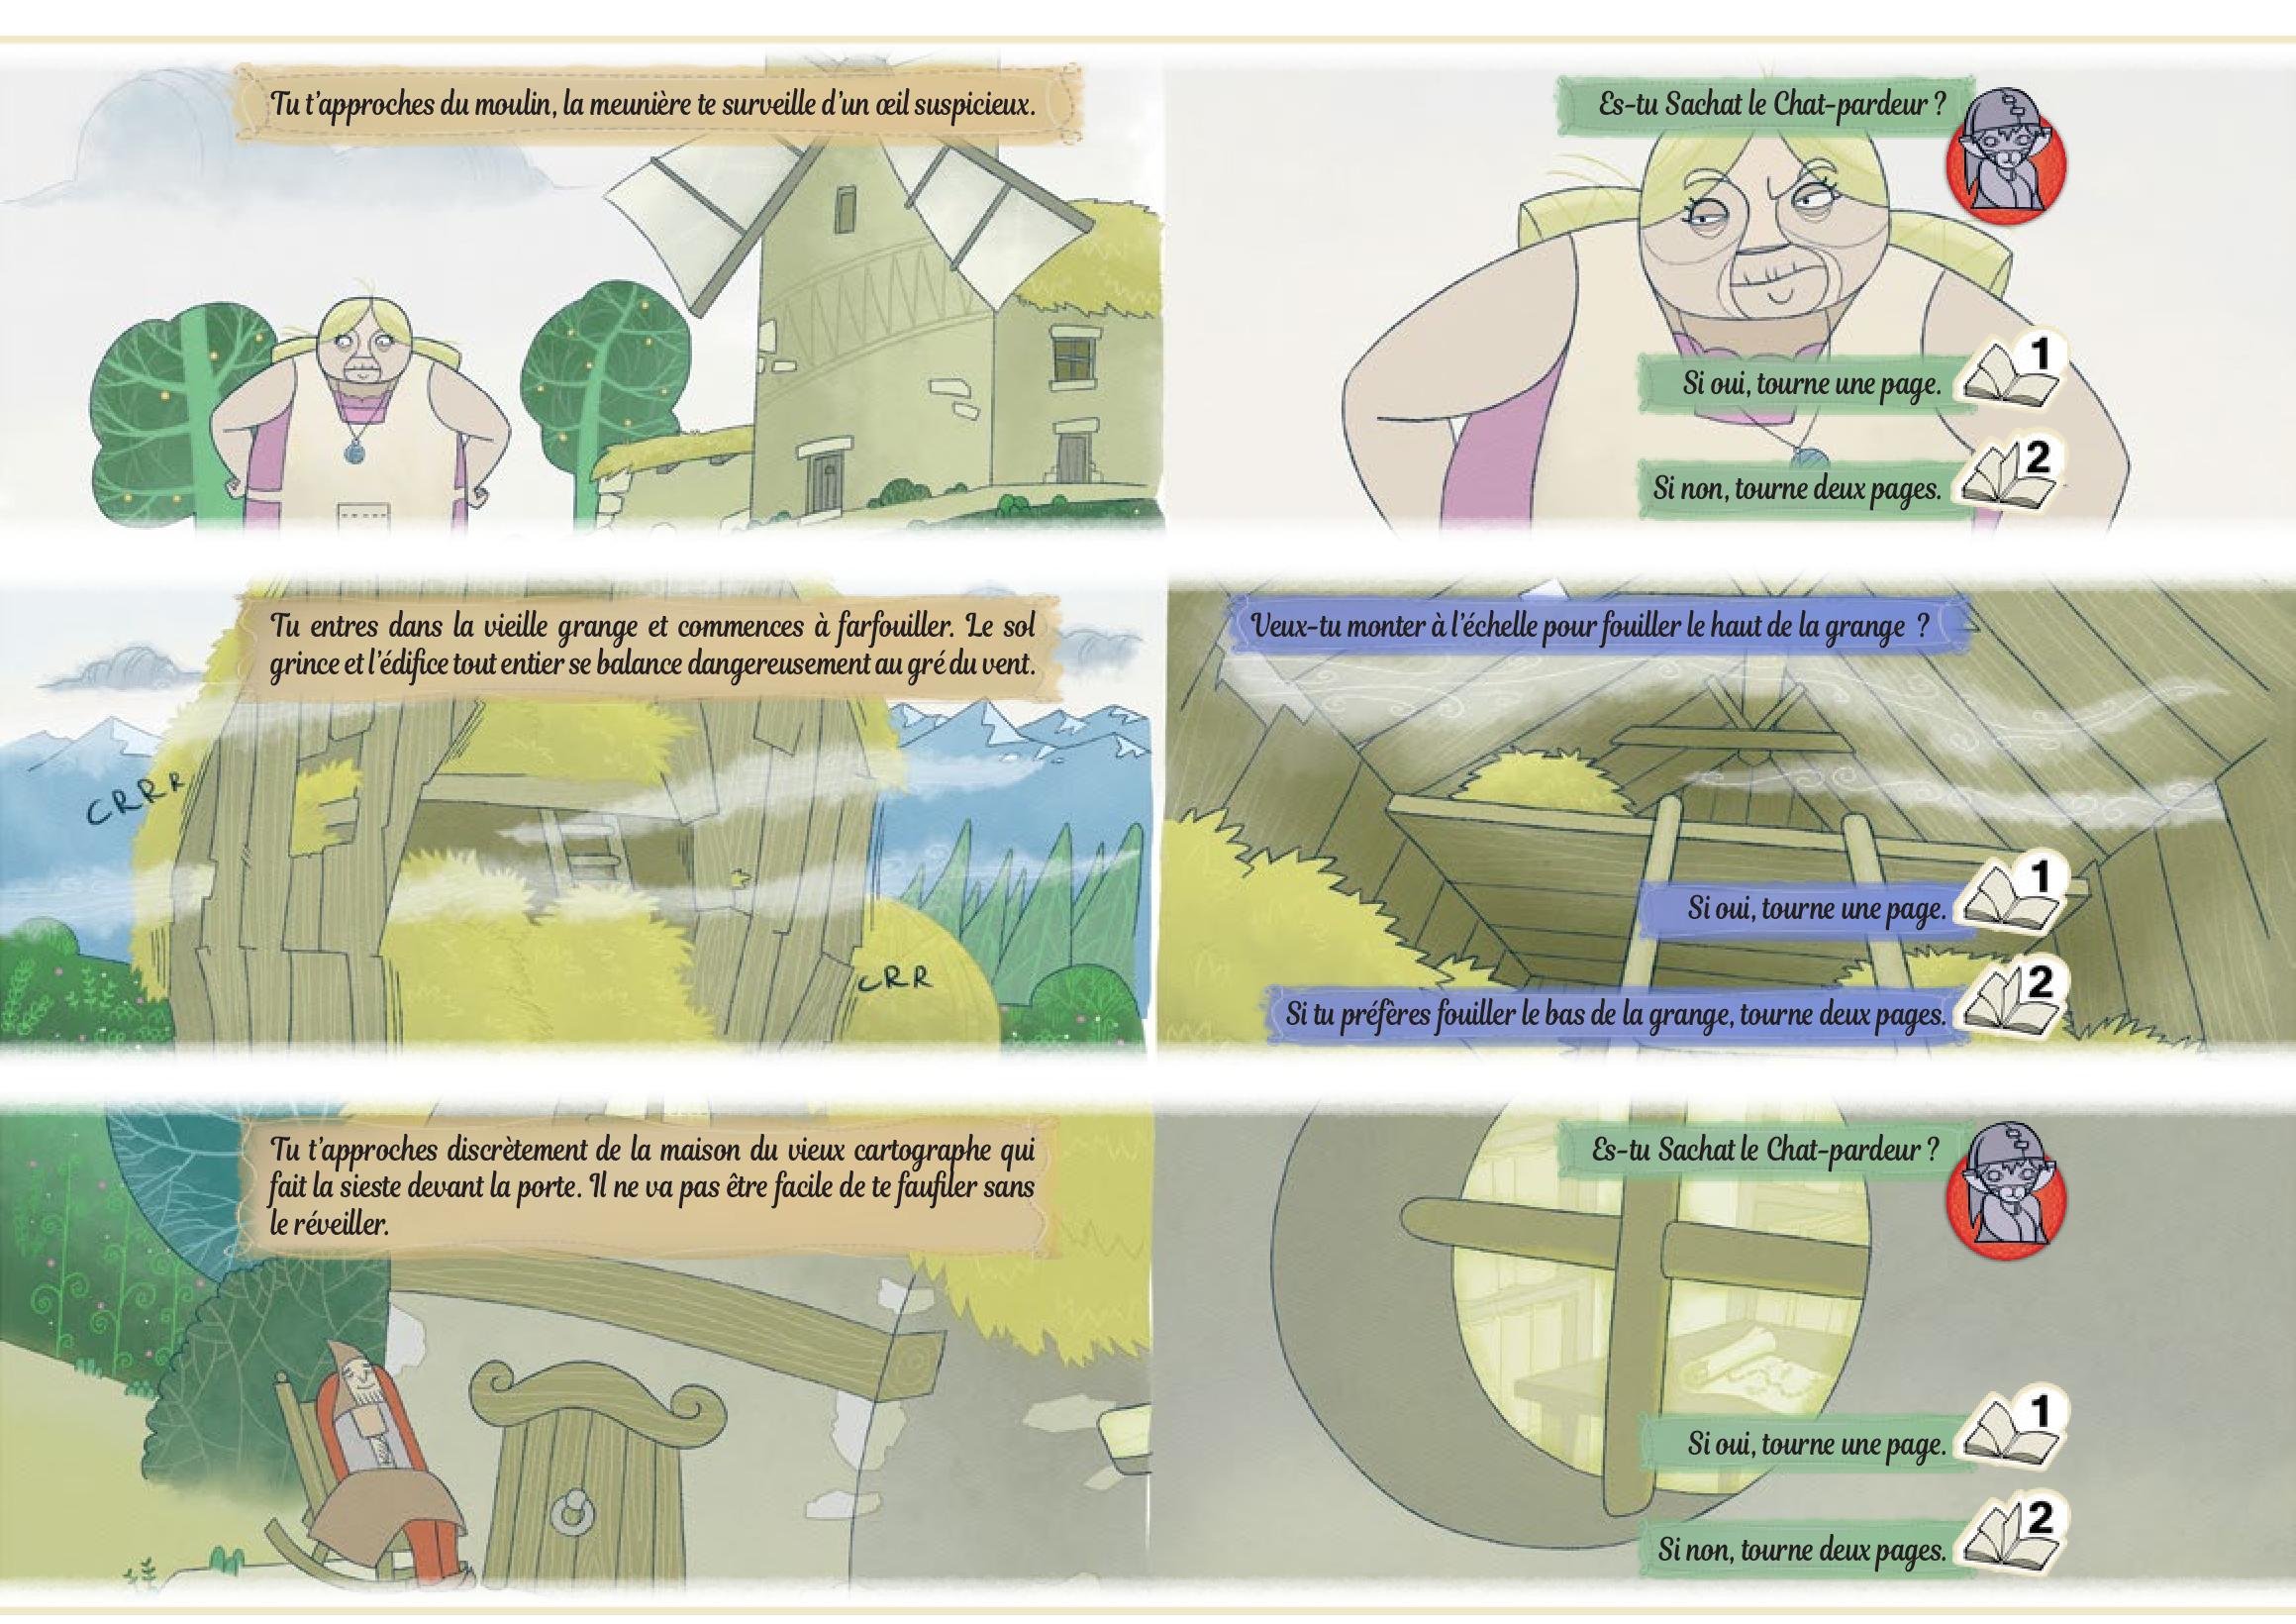 Tu t'approches du moulin, la meunière te surveille d'un œil suspicieux.
Es-tu Sachat le Chat-pardeur ?
1
Si oui, tourne une page.
2
Si non, tourne deux pages.
Tu entres dans la vieille grange et commences à farfouiller. Le sol
grince et l'édifice tout entier se balance dangereusement au gré du vent.
CRRR
CRR
Veux-tu monter à l'échelle pour fouiller le haut de la grange ?
1
Si oui, tourne une page.
2
Si tu préfères fouiller le bas de la grange, tourne deux pages.
Tu t'approches discrètement de la maison du vieux cartographe qui
fait la sieste devant la porte. Il ne va pas être facile de te faufiler sans
le réveiller.
Es-tu Sachat le Chat-pardeur ?
1
Si oui, tourne une page.
2
Si non, tourne deux pages.